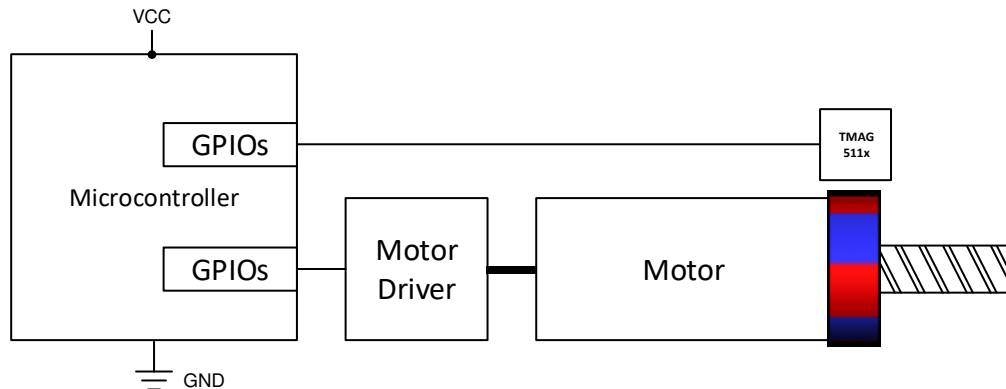 VCC
GPIOs
TMAG
511x
Microcontroller
GPIOs
Motor
Driver
Motor
GND